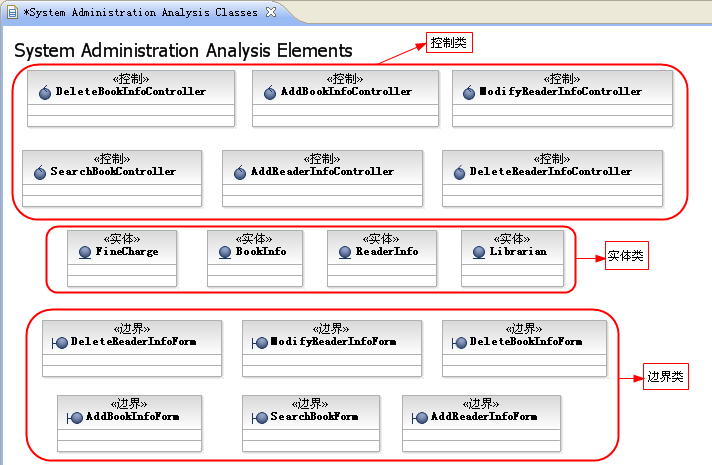 *System Administration Analysis Classes
System Administration Analysis Elements
控制类
«控制» «控制» «控制»
DeleteBookInfoController AddBookInfoController ModifyReaderInfoController
«控制» «控制» «控制»
SearchBookController AddReaderInfoController DeleteReaderInfoController
«实体» «实体» «实体» «实体»
FineCharge BookInfo ReaderInfo Librarian
实体类
«边界» «边界» «边界»
DeleteReaderInfoForm ModifyReaderInfoForm DeleteBookInfoForm
边界类
«边界» «边界» «边界»
AddBookInfoForm SearchBookForm AddReaderInfoForm